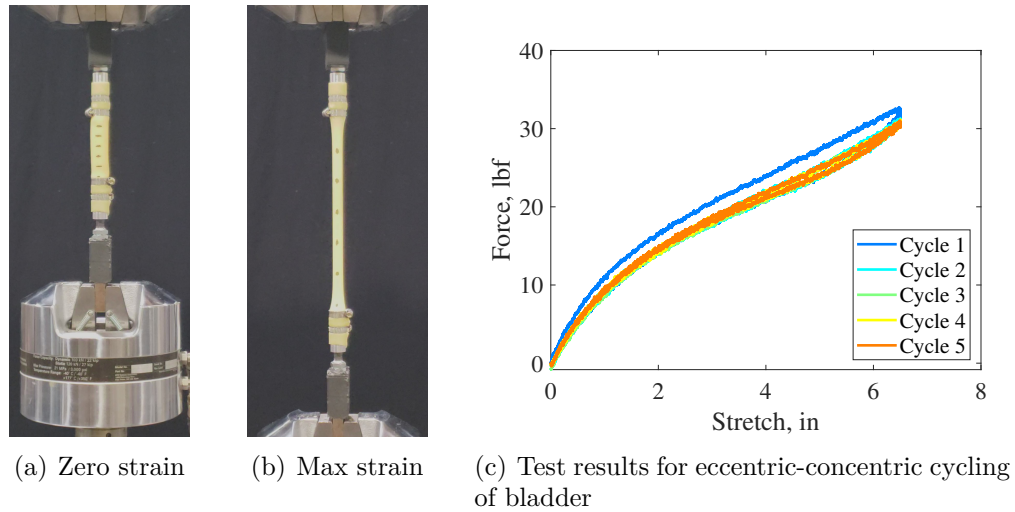 40
30
20
10
0
0
2
4
6
8
Force, lbf
Stretch, in
Cycle 1
Cycle 2
Cycle 3
Cycle 4
Cycle 5
(a) Zero strain
(b) Max strain
(c) Test results for eccentric-concentric cycling
of bladder